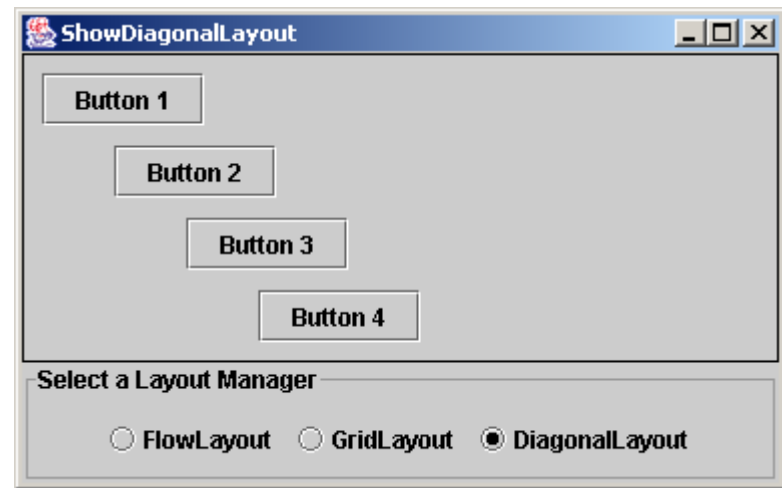 ShowDiagonalLayout
Button 1
Button 2
Button 3
Button 4
Select a Layout Manager
FlowLayout GridLayout DiagonalLayout